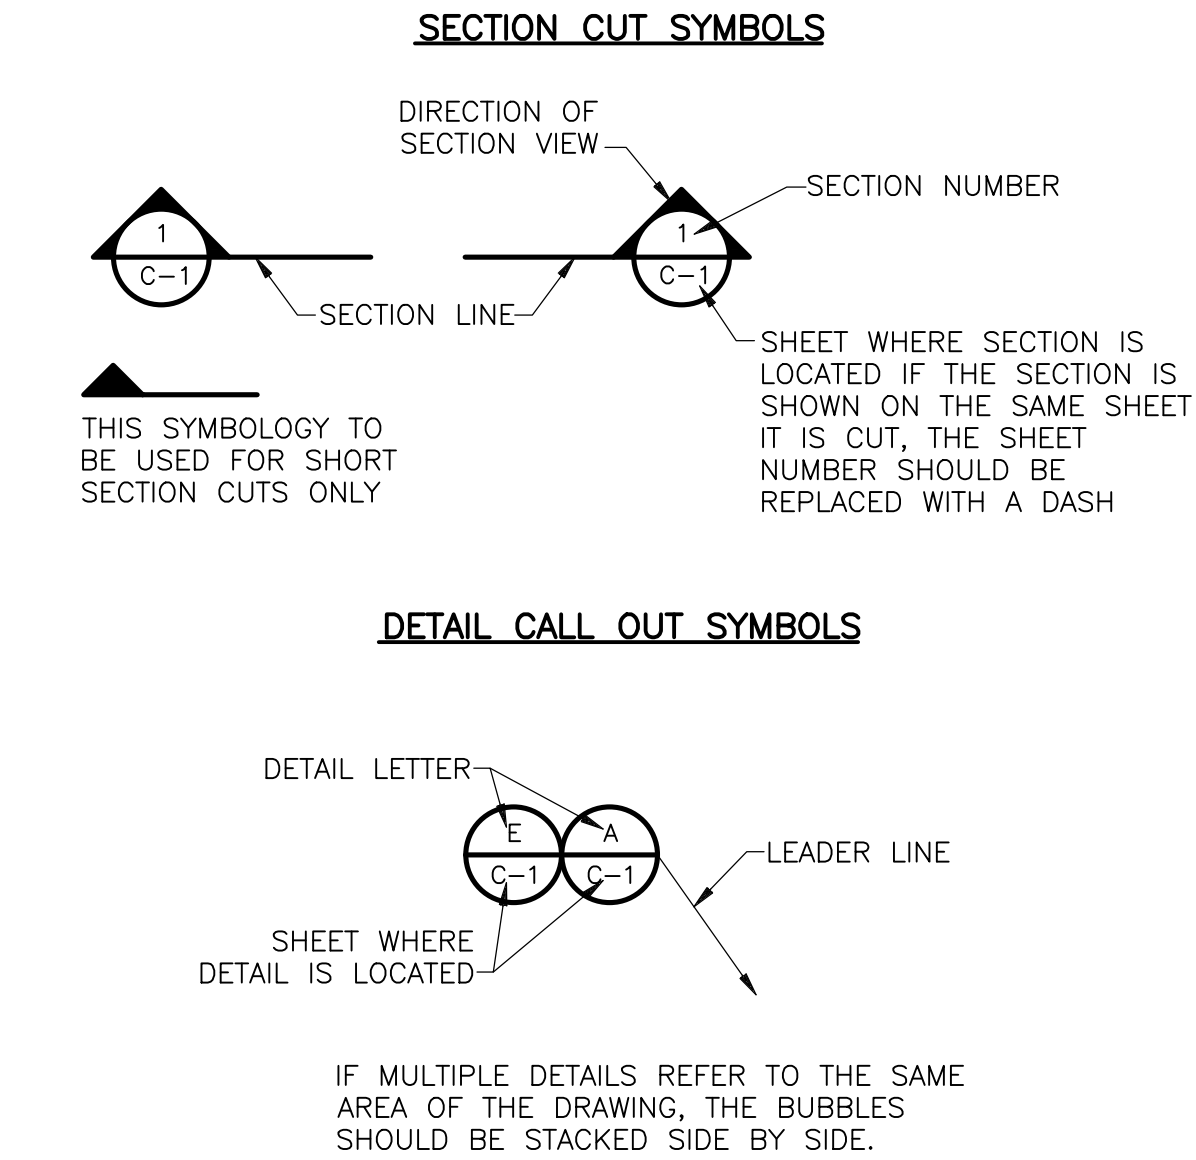 SECTION CUT SYMBOLS
DIRECTION OF
SECTION VIEW
SECTION NUMBER
1
C-1
1
C-1
SECTION LINE
SHEET WHERE SECTION IS
LOCATED IF THE SECTION IS
SHOWN ON THE SAME SHEET
IT IS CUT, THE SHEET
NUMBER SHOULD BE
REPLACED WITH A DASH
THIS SYMBOLOGY TO
BE USED FOR SHORT
SECTION CUTS ONLY
DETAIL CALL OUT SYMBOLS
DETAIL LETTER
E
C-1
A
C-1
LEADER LINE
SHEET WHERE
DETAIL IS LOCATED
IF MULTIPLE DETAILS REFER TO THE SAME
AREA OF THE DRAWING, THE BUBBLES
SHOULD BE STACKED SIDE BY SIDE.